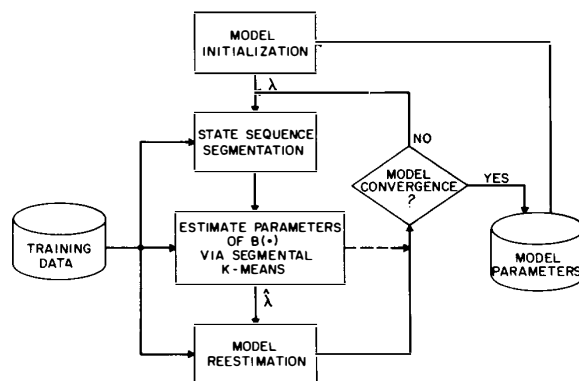 MODEL
INITIALIZATION
λ
STATE SEQUENCE
SEGMENTATION
NO
MODEL
CONVERGENCE
?
YES
TRAINING
DATA
ESTIMATE PARAMETERS
OF B(•)
VIA SEGMENTAL
K-MEANS
MODEL
PARAMETERS
λ̂
MODEL
REESTIMATION